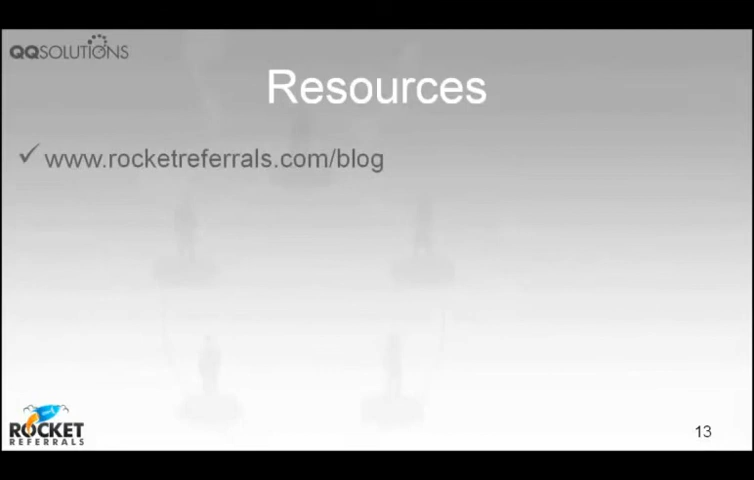 QQSOLUTIONS
Resources
✓ www.rocketreferrals.com/blog
ROCKET
REFERRALS
13